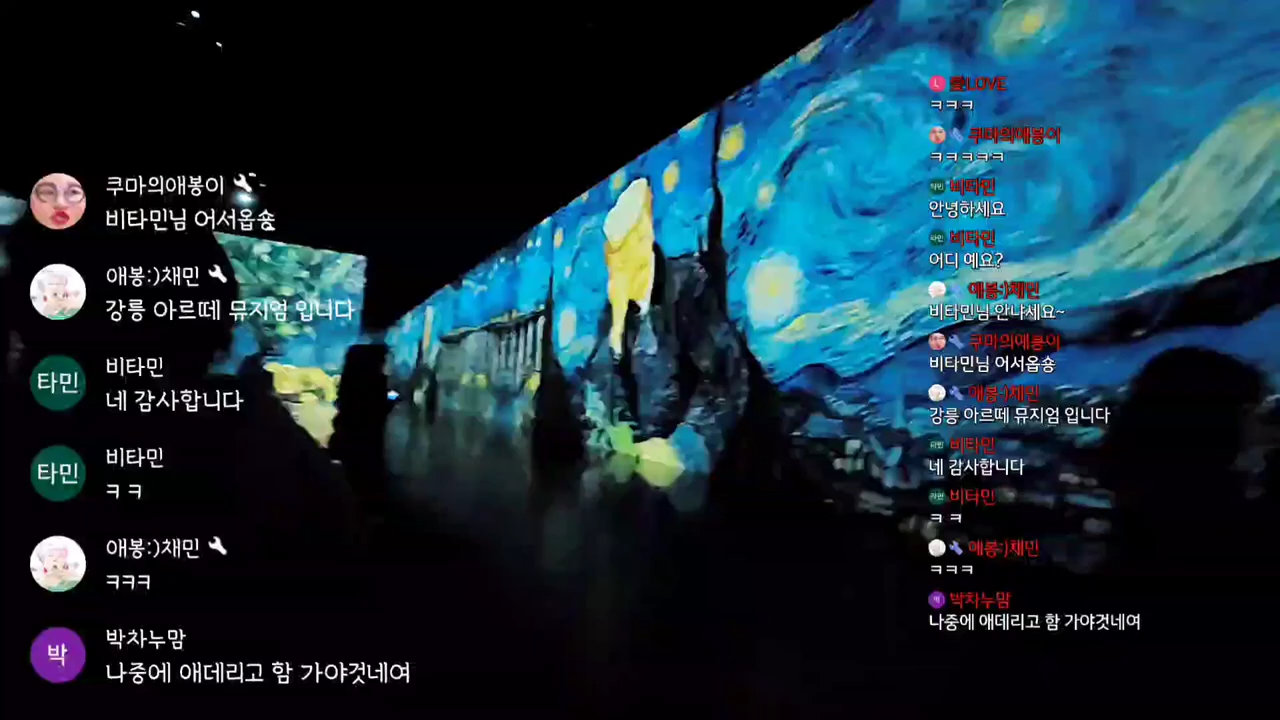 쿠마의애봉이
비타민님 어서옵숑
애봉:)채민
강릉 아르떼 뮤지엄 입니다
타민
비타민
네 감사합니다
타민
비타민
ㅋ ㅋ
애봉:)채민
ㅋㅋㅋ
박
박차누맘
나중에 애데리고 함 가야것네여
愛LOVE
ㅋㅋㅋ
쿠마의애봉이
ㅋㅋㅋㅋㅋ
비타민
안녕하세요
비타민
어디 예요?
애봉:)채민
비타민님 안냐세요~
쿠마의애봉이
비타민님 어서옵숑
애봉:)채민
강릉 아르떼 뮤지엄 입니다
비타민
네 감사합니다
비타민
ㅋ ㅋ
애봉:)채민
ㅋㅋㅋ
박차누맘
나중에 애데리고 함 가야것네여